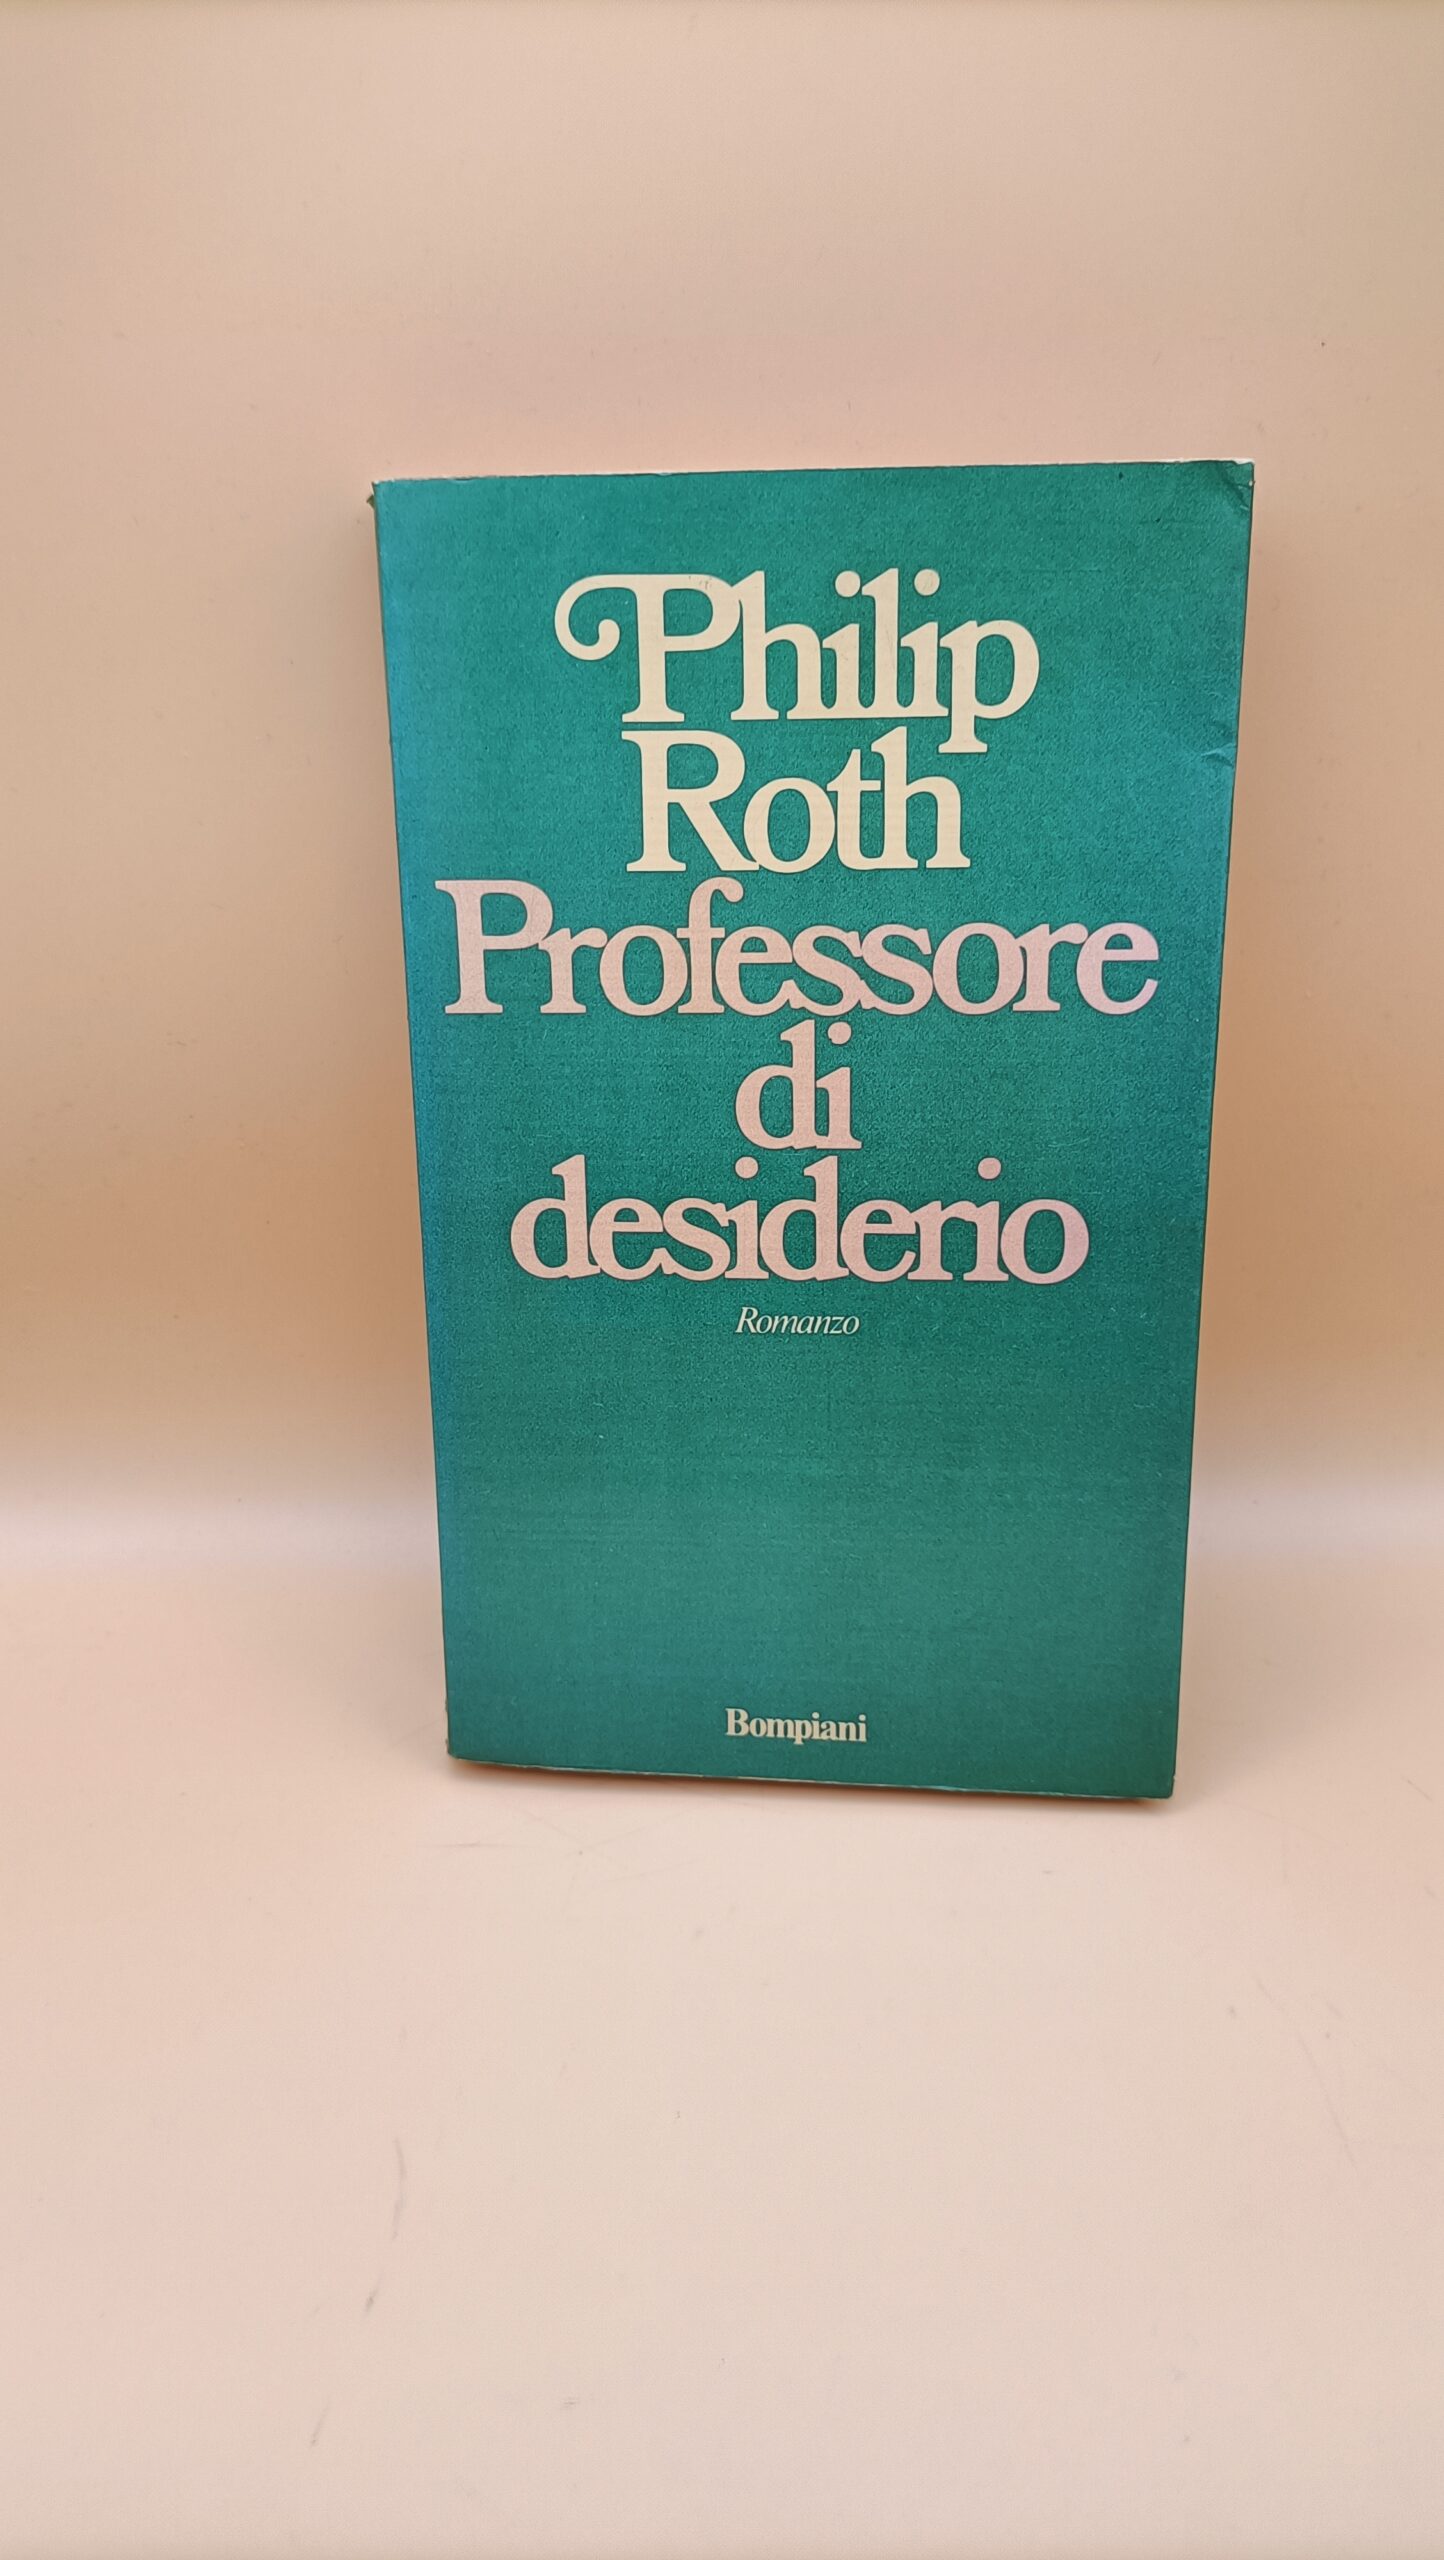 Philip
Roth
Professore
di
desiderio
Romanzo
Bompiani